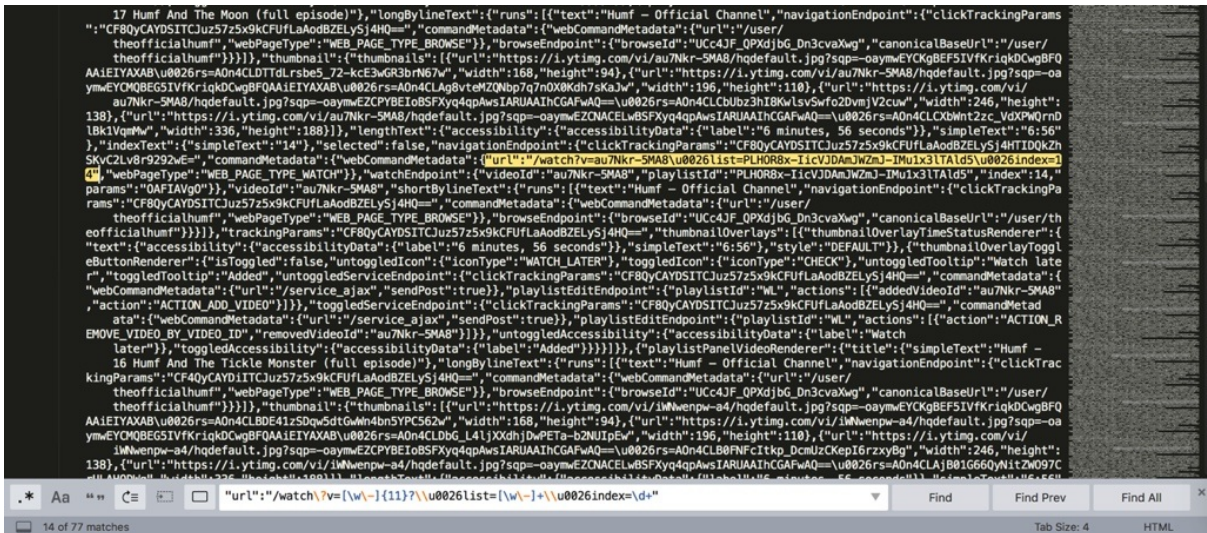 17 Humf And The Moon (full episode)"},"longBylineText":{"runs":[{"text":"Humf – Official Channel","navigationEndpoint":{"clickTrackingParams
":"CF8QyCAYDSITCJuz57z5x9kCFUfLaAodBZELySj4HQ==","commandMetadata":{"webCommandMetadata":{"url":"/user/
theofficialhumf","webPageType":"WEB_PAGE_TYPE_BROWSE"}},"browseEndpoint":{"browseId":"UCc4JF_QPXdjbG_Dn3cvaXwg","canonicalBaseUrl":"/user/
theofficialhumf"}}}]},"thumbnail":{"thumbnails":[{"url":"https://i.ytimg.com/vi/au7Nkr-5MA8/hqdefault.jpg?sqp=-oaymwEYCKgBEF5IVfKriqkDCwgBFQ
AAiEIYAXAB\u0026rs=AOn4CLDTTdLrsbe5_72-kcE3wGR3brN67w","width":168,"height":94},{"url":"https://i.ytimg.com/vi/au7Nkr-5MA8/hqdefault.jpg?sqp=-oa
ymwEYCMQBEG5IVfKriqkDCwgBFQAAiEIYAXAB\u0026rs=AOn4CLAg8vteMZQNbp7q7nOX0Kdh7sKaJw","width":196,"height":110},{"url":"https://i.ytimg.com/vi/
au7Nkr-5MA8/hqdefault.jpg?sqp=-oaymwEZCPYBEIoBSFXyq4qpAwsIARUAAIhCGAFwAQ==\u0026rs=AOn4CLCbUbz3hI8KwlsvSwfo2DvmjV2cuw","width":246,"height":
138},{"url":"https://i.ytimg.com/vi/au7Nkr-5MA8/hqdefault.jpg?sqp=-oaymwEZCNACELwBSFXyq4qpAwsIARUAAIhCGAFwAQ==\u0026rs=AOn4CLCXbWnt2zc_VdXPWQrnD
lBk1VqmMw","width":336,"height":188}]},"lengthText":{"accessibility":{"accessibilityData":{"label":"6 minutes, 56 seconds"}},"simpleText":"6:56"
},"indexText":{"simpleText":"14"},"selected":false,"navigationEndpoint":{"clickTrackingParams":"CF8QyCAYDSITCJuz57z5x9kCFUfLaAodBZELySj4HTIDQkZh
SKyC2Lv8r9292wE=","commandMetadata":{"webCommandMetadata":{"url":"/watch?v=au7Nkr-5MA8\u0026list=PLHOR8x-IicVJDAmJWZmJ-IMu1x3lTAld5\u0026index=1
4","webPageType":"WEB_PAGE_TYPE_WATCH"}},"watchEndpoint":{"videoId":"au7Nkr-5MA8","playlistId":"PLHOR8x-IicVJDAmJWZmJ-IMu1x3lTAld5","index":14,"
params":"OAFIAVgO"}},"videoId":"au7Nkr-5MA8","shortBylineText":{"runs":[{"text":"Humf – Official Channel","navigationEndpoint":{"clickTrackingPa
rams":"CF8QyCAYDSITCJuz57z5x9kCFUfLaAodBZELySj4HQ==","commandMetadata":{"webCommandMetadata":{"url":"/user/
theofficialhumf","webPageType":"WEB_PAGE_TYPE_BROWSE"}},"browseEndpoint":{"browseId":"UCc4JF_QPXdjbG_Dn3cvaXwg","canonicalBaseUrl":"/user/th
eofficialhumf"}}}]},"trackingParams":"CF8QyCAYDSITCJuz57z5x9kCFUfLaAodBZELySj4HQ==","thumbnailOverlays":[{"thumbnailOverlayTimeStatusRenderer":{
"text":{"accessibility":{"accessibilityData":{"label":"6 minutes, 56 seconds"}},"simpleText":"6:56"},"style":"DEFAULT"}},{"thumbnailOverlayToggl
eButtonRenderer":{"isToggled":false,"untoggledIcon":{"iconType":"WATCH_LATER"},"toggledIcon":{"iconType":"CHECK"},"untoggledTooltip":"Watch late
r","toggledTooltip":"Added","untoggledServiceEndpoint":{"clickTrackingParams":"CF8QyCAYDSITCJuz57z5x9kCFUfLaAodBZELySj4HQ==","commandMetadata":{
"webCommandMetadata":{"url":"/service_ajax","sendPost":true}},"playlistEditEndpoint":{"playlistId":"WL","actions":[{"addedVideoId":"au7Nkr-5MA8"
,"action":"ACTION_ADD_VIDEO"}]}},"toggledServiceEndpoint":{"clickTrackingParams":"CF8QyCAYDSITCJuz57z5x9kCFUfLaAodBZELySj4HQ==","commandMetad
ata":{"webCommandMetadata":{"url":"/service_ajax","sendPost":true}},"playlistEditEndpoint":{"playlistId":"WL","actions":[{"action":"ACTION_R
EMOVE_VIDEO_BY_VIDEO_ID","removedVideoId":"au7Nkr-5MA8"}]}},"untoggledAccessibility":{"accessibilityData":{"label":"Watch
later"}},"toggledAccessibility":{"accessibilityData":{"label":"Added"}}}}]}},{"playlistPanelVideoRenderer":{"title":{"simpleText":"Humf –
16 Humf And The Tickle Monster (full episode)"},"longBylineText":{"runs":[{"text":"Humf – Official Channel","navigationEndpoint":{"clickTrac
kingParams":"CF4QyCAYDiITCJuz57z5x9kCFUfLaAodBZELySj4HQ==","commandMetadata":{"webCommandMetadata":{"url":"/user/
theofficialhumf","webPageType":"WEB_PAGE_TYPE_BROWSE"}},"browseEndpoint":{"browseId":"UCc4JF_QPXdjbG_Dn3cvaXwg","canonicalBaseUrl":"/user/
theofficialhumf"}}}]},"thumbnail":{"thumbnails":[{"url":"https://i.ytimg.com/vi/iWNwenpw-a4/hqdefault.jpg?sqp=-oaymwEYCKgBEF5IVfKriqkDCwgBFQ
AAiEIYAXAB\u0026rs=AOn4CLBDE41zSDqw5dtGwWn4bn5YPC562w","width":168,"height":94},{"url":"https://i.ytimg.com/vi/iWNwenpw-a4/hqdefault.jpg?sqp=-oa
ymwEYCMQBEG5IVfKriqkDCwgBFQAAiEIYAXAB\u0026rs=AOn4CLDbG_L4ljXXdhjDwPETa-b2NUIpEw","width":196,"height":110},{"url":"https://i.ytimg.com/vi/
iWNwenpw-a4/hqdefault.jpg?sqp=-oaymwEZCPYBEIoBSFXyq4qpAwsIARUAAIhCGAFwAQ==\u0026rs=AOn4CLB0FNFcItkp_DcmUzCKepI6rzxyBg","width":246,"height":
138},{"url":"https://i.ytimg.com/vi/iWNwenpw-a4/hqdefault.jpg?sqp=-oaymwEZCNACELwBSFXyq4qpAwsIARUAAIhCGAFwAQ==\u0026rs=AOn4CLAjB01G66QyNitZWO97C
.* Aa “” "url":"/watch\?v=[\w\-]{11}?\\u0026list=[\w\-]+\\u0026index=\d+" Find Find Prev Find All
14 of 77 matches Tab Size: 4 HTML